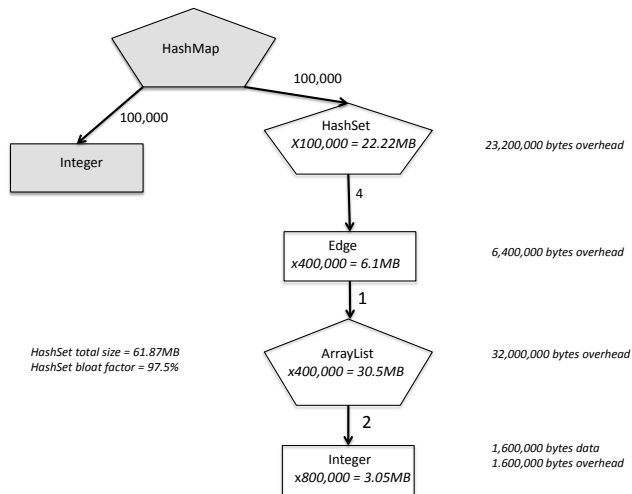 HashMap
100,000
100,000
HashSet
X100,000 = 22.22MB
23,200,000 bytes overhead
Integer
4
Edge
x400,000 = 6.1MB
6,400,000 bytes overhead
1
HashSet total size = 61.87MB
HashSet bloat factor = 97.5%
ArrayList
x400,000 = 30.5MB
32,000,000 bytes overhead
2
Integer
x800,000 = 3.05MB
1,600,000 bytes data
1.600,000 bytes overhead